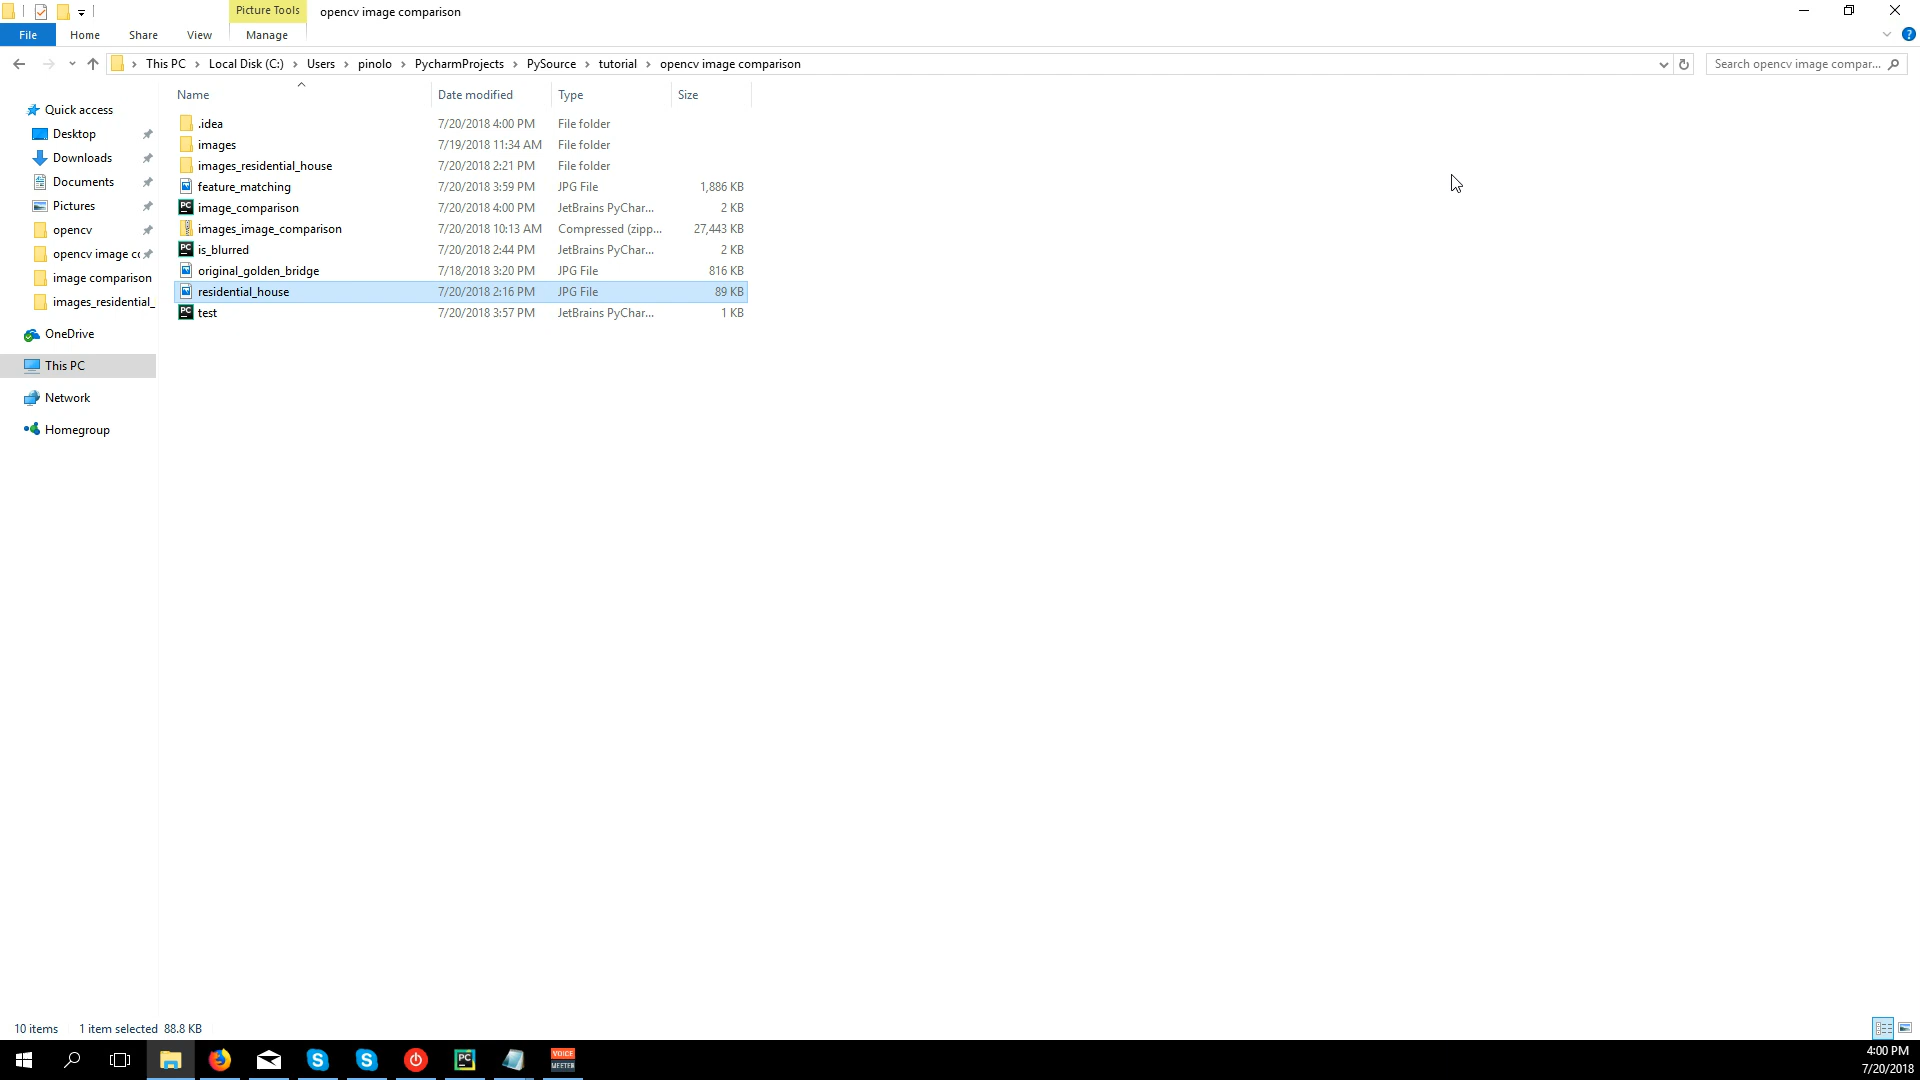 Picture Tools
opencv image comparison
File
Home
Share
View
Manage
This PC
Local Disk (C:)
Users
pinolo
PycharmProjects
PySource
tutorial
opencv image comparison
Search opencv image compar...
Name
Date modified
Type
Size
Quick access
Desktop
Downloads
Documents
Pictures
opencv
opencv image cc
image comparison
images_residential_
OneDrive
This PC
Network
Homegroup
.idea 7/20/2018 4:00 PM File folder
images 7/19/2018 11:34 AM File folder
images_residential_house 7/20/2018 2:21 PM File folder
feature_matching 7/20/2018 3:59 PM JPG File 1,886 KB
image_comparison 7/20/2018 4:00 PM JetBrains PyChar... 2 KB
images_image_comparison 7/20/2018 10:13 AM Compressed (zipp... 27,443 KB
is_blurred 7/20/2018 2:44 PM JetBrains PyChar... 2 KB
original_golden_bridge 7/18/2018 3:20 PM JPG File 816 KB
residential_house 7/20/2018 2:16 PM JPG File 89 KB
test 7/20/2018 3:57 PM JetBrains PyChar... 1 KB
10 items 1 item selected 88.8 KB
PC
VOICE
MEETER
4:00 PM
7/20/2018